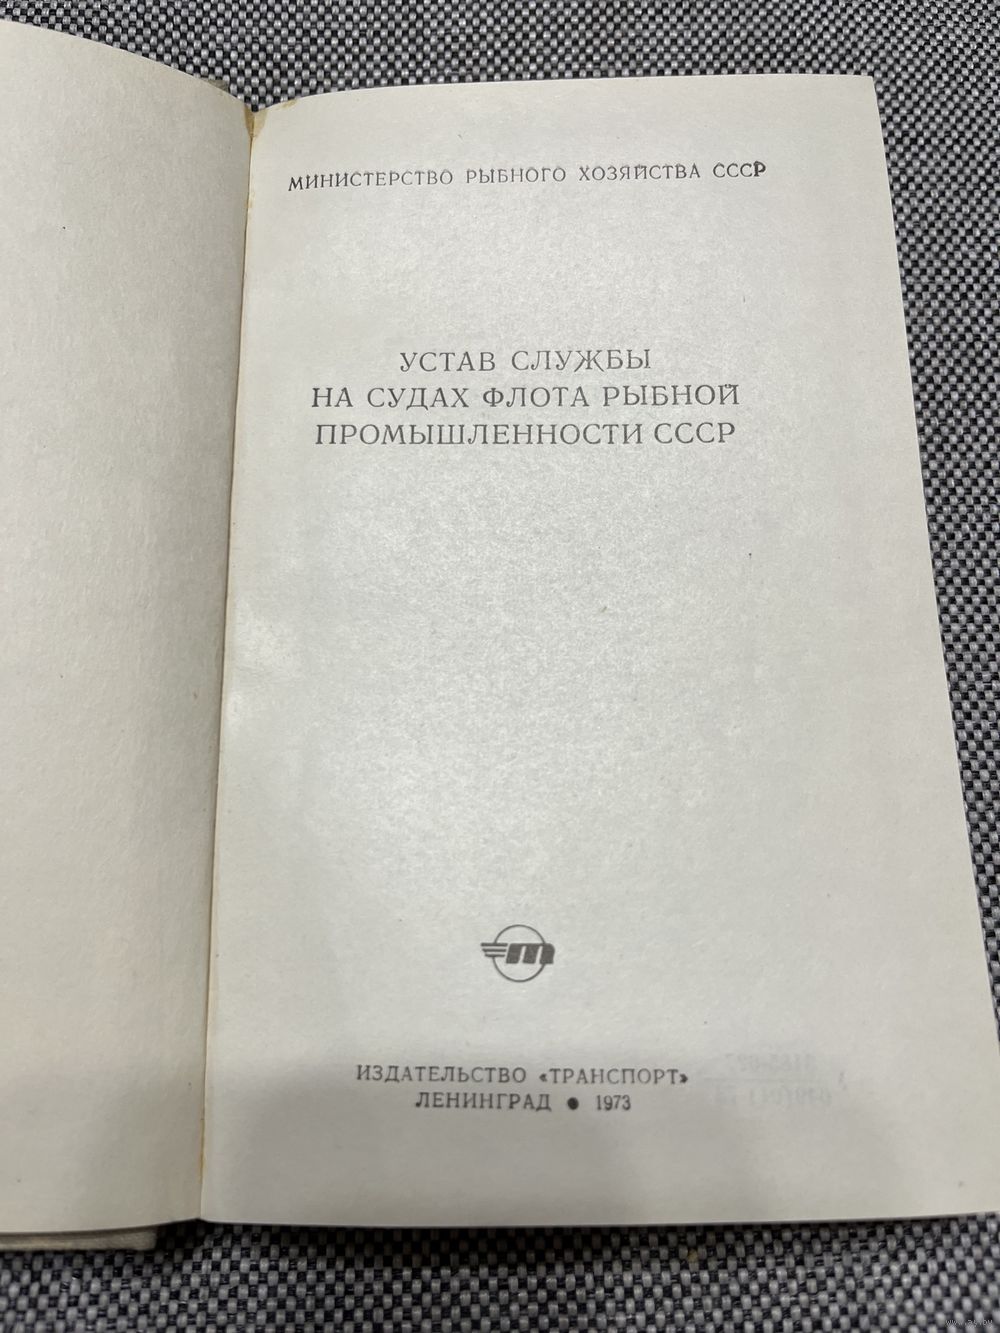 МИНИСТЕРСТВО РЫБНОГО ХОЗЯЙСТВА СССР
УСТАВ СЛУЖБЫ
НА СУДАХ ФЛОТА РЫБНОЙ
ПРОМЫШЛЕННОСТИ СССР
ИЗДАТЕЛЬСТВО «ТРАНСПОРТ»
ЛЕНИНГРАД ● 1973